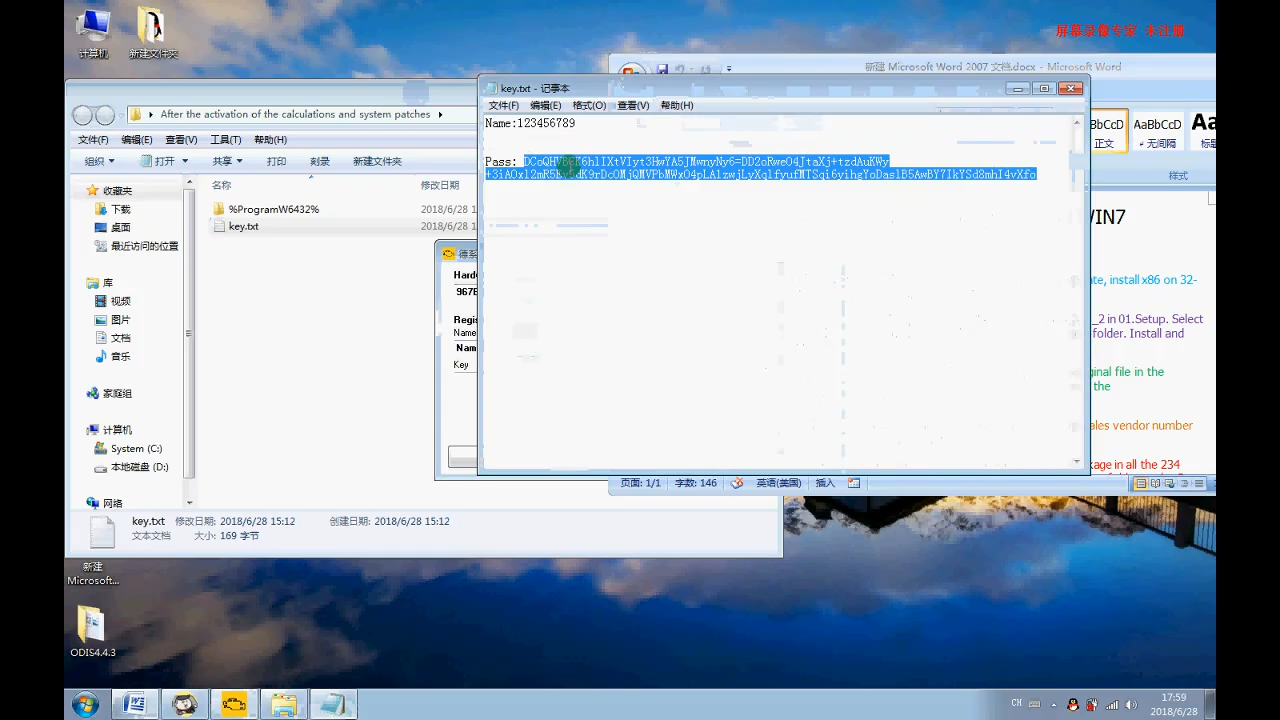 计算机
新建文件夹
屏幕录像专家 未注册
新建 Microsoft Word 2007 文档.docx - Microsoft Word
key.txt - 记事本
文件(F) 编辑(E) 格式(O) 查看(V) 帮助(H)
Name:123456789
After the activation of the calculations and system patches
文件(F) 编辑(E) 查看(V) 工具(T) 帮助(H)
组织 打开 共享 打印 刻录 新建文件夹
Pass:
收藏夹
下载
桌面
最近访问的位置
库
视频
图片
文档
音乐
家庭组
计算机
System (C:)
本地磁盘 (D:)
网络
名称 修改日期
%ProgramW6432% 2018/6/28 1
key.txt 2018/6/28 1
967E
Name
Nam
Key
AaBbCcD
正文 无间隔
样式
WIN7
install x86 on 32-
_2 in 01.Setup. Select
folder. Install and
file in the
the
vendor number
in all the 234
页面: 1/1 字数: 146 英语(美国) 插入
key.txt 修改日期: 2018/6/28 15:12 创建日期: 2018/6/28 15:12
文本文档 大小: 169 字节
新建
Microsoft...
ODIS4.4.3
CH
17:59
2018/6/28